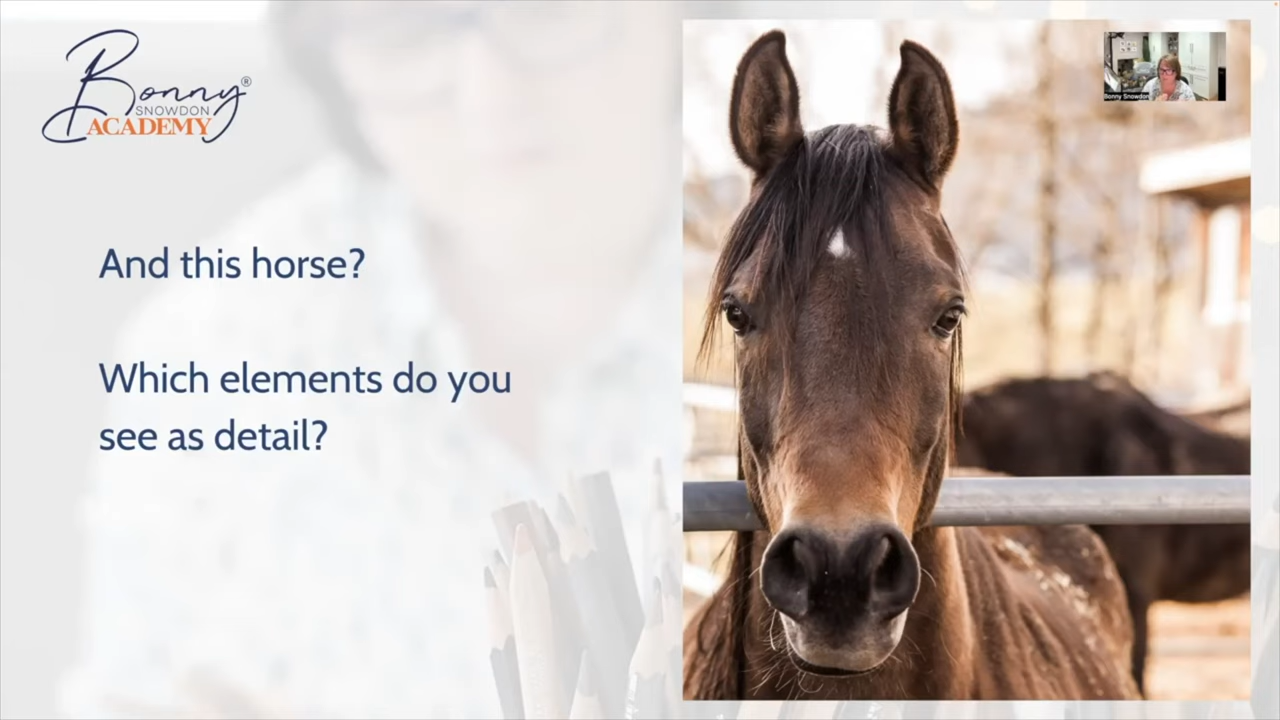 Bonny®
SNOWDON
ACADEMY
Bonny Snowdon
And this horse?
Which elements do you
see as detail?